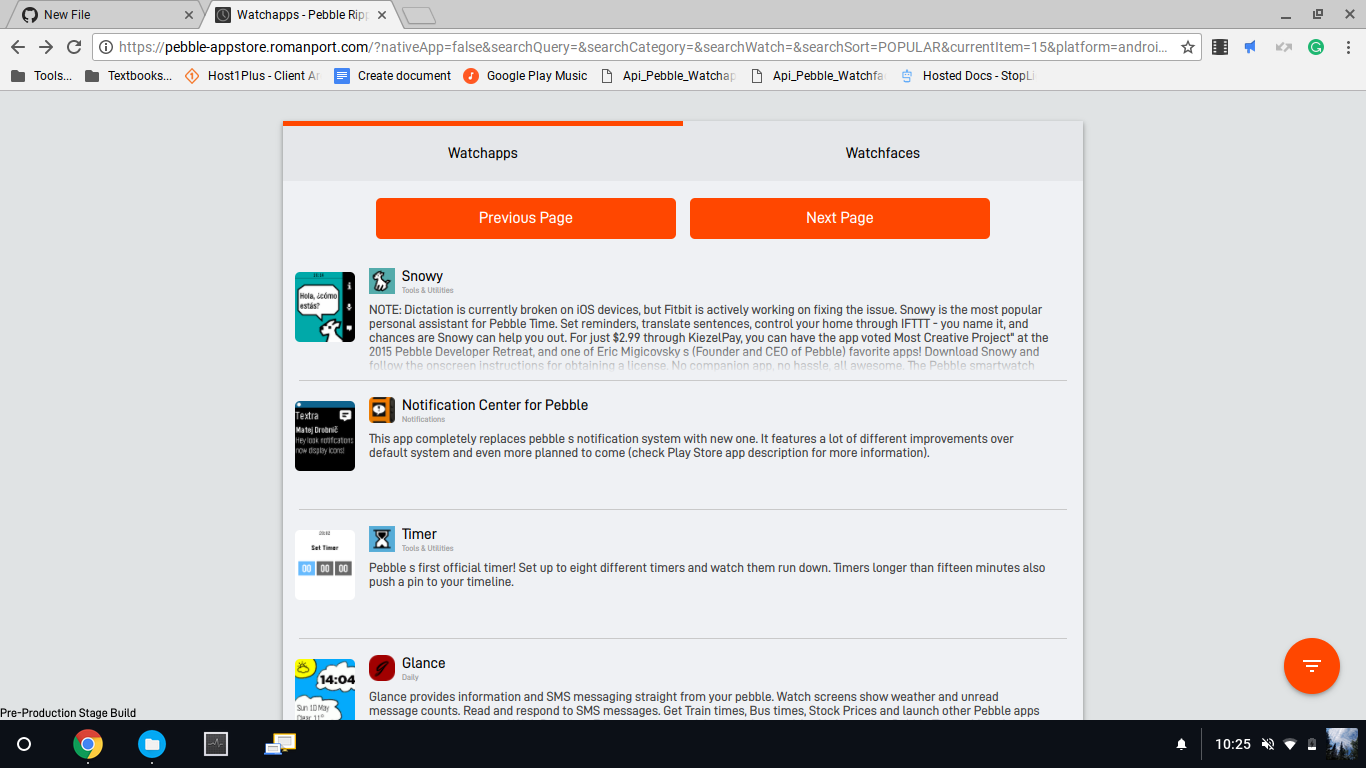 New File
Watchapps - Pebble Ripp
https://pebble-appstore.romanport.com/?nativeApp=false&searchQuery=&searchCategory=&searchWatch=&searchSort=POPULAR&currentItem=15&platform=androi...
Tools...
Textbooks...
Host1Plus - Client Ar
Create document
Google Play Music
Api_Pebble_Watchap
Api_Pebble_Watchfa
Hosted Docs - StopLi
Watchapps
Watchfaces
Previous Page
Next Page
Hola, ¿cómo
estás?
Snowy
Tools & Utilities
NOTE: Dictation is currently broken on iOS devices, but Fitbit is actively working on fixing the issue. Snowy is the most popular
personal assistant for Pebble Time. Set reminders, translate sentences, control your home through IFTTT - you name it, and
chances are Snowy can help you out. For just $2.99 through KiezelPay, you can have the app voted Most Creative Project" at the
2015 Pebble Developer Retreat, and one of Eric Migicovsky s (Founder and CEO of Pebble) favorite apps! Download Snowy and
follow the onscreen instructions for obtaining a license. No companion app, no hassle, all awesome. The Pebble smartwatch
Textra
Matej Drobnič
Hey look notifications
now display icons!
Notification Center for Pebble
Notifications
This app completely replaces pebble s notification system with new one. It features a lot of different improvements over
default system and even more planned to come (check Play Store app description for more information).
Set Timer
00 00 00
Timer
Tools & Utilities
Pebble s first official timer! Set up to eight different timers and watch them run down. Timers longer than fifteen minutes also
push a pin to your timeline.
14:04
Sun 10 May
Clear, 11°
Glance
Daily
Glance provides information and SMS messaging straight from your pebble. Watch screens show weather and unread
message counts. Read and respond to SMS messages. Get Train times, Bus times, Stock Prices and launch other Pebble apps
Pre-Production Stage Build
10:25